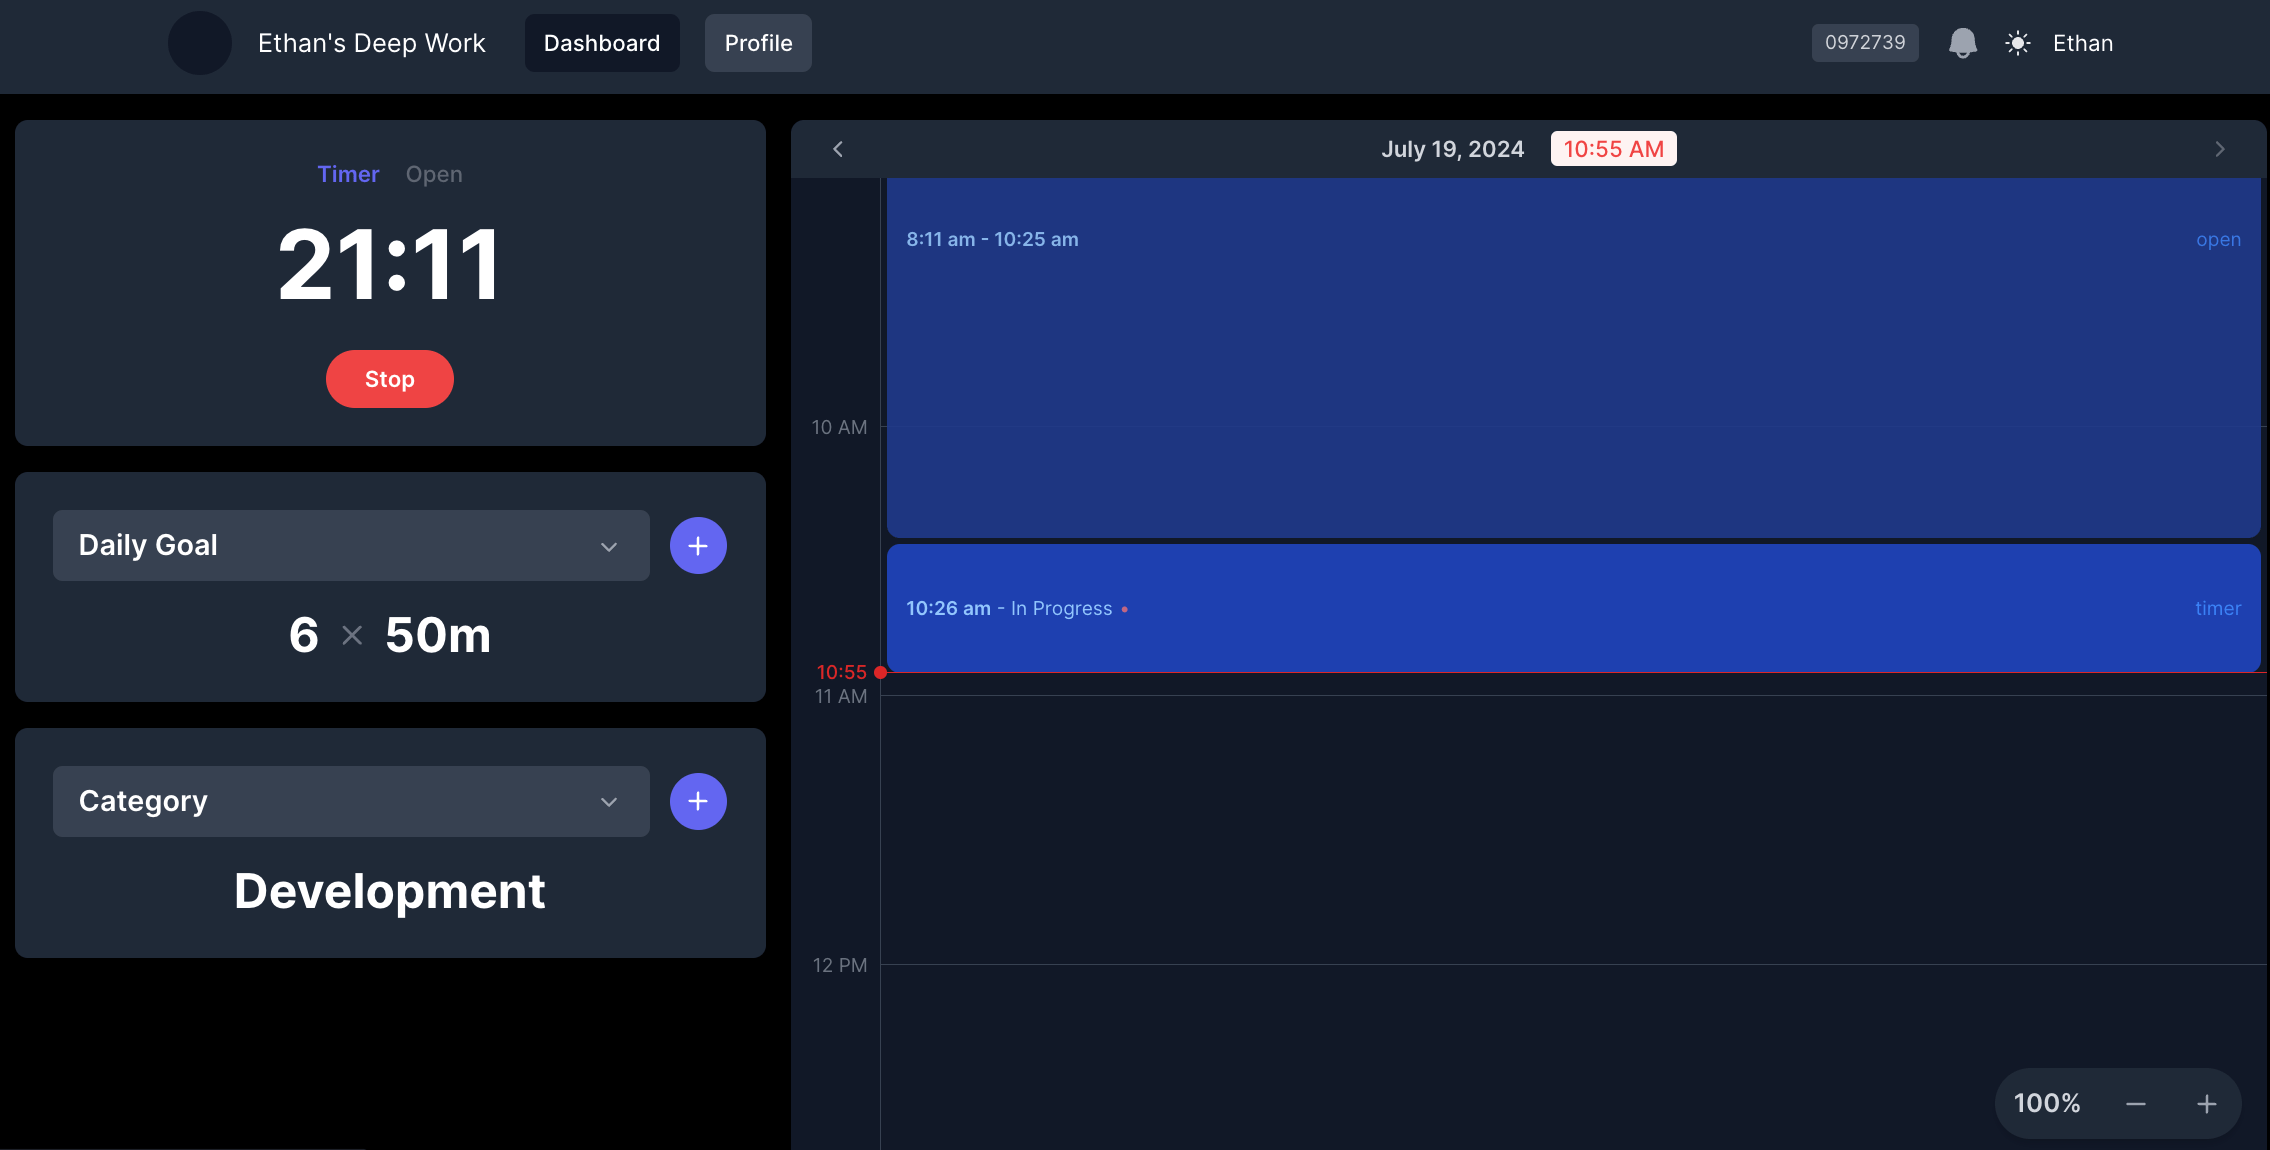 Ethan's Deep Work Dashboard Profile 0972739 Ethan
Timer Open
21:11
Stop
Daily Goal
6 × 50m
Category
Development
July 19, 2024 10:55 AM
8:11 am - 10:25 am open
10 AM
10:26 am - In Progress • timer
10:55
11 AM
12 PM
100% − +